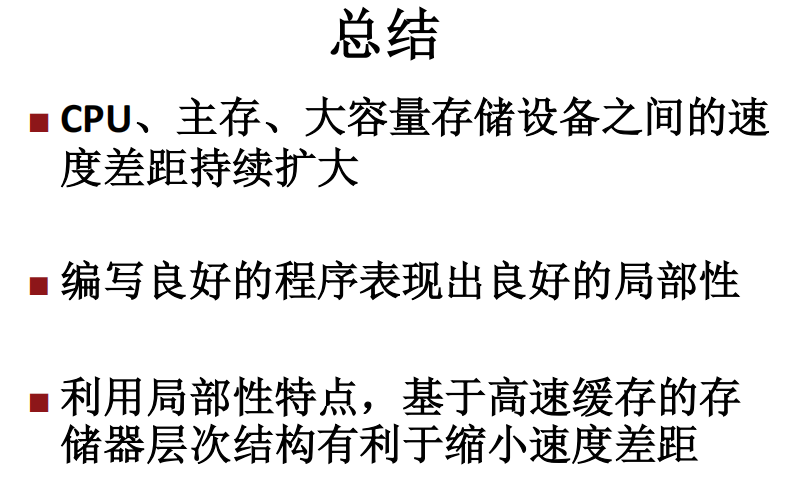 总结
■ CPU、主存、大容量存储设备之间的速
度差距持续扩大
■ 编写良好的程序表现出良好的局部性
■ 利用局部性特点，基于高速缓存的存
储器层次结构有利于缩小速度差距